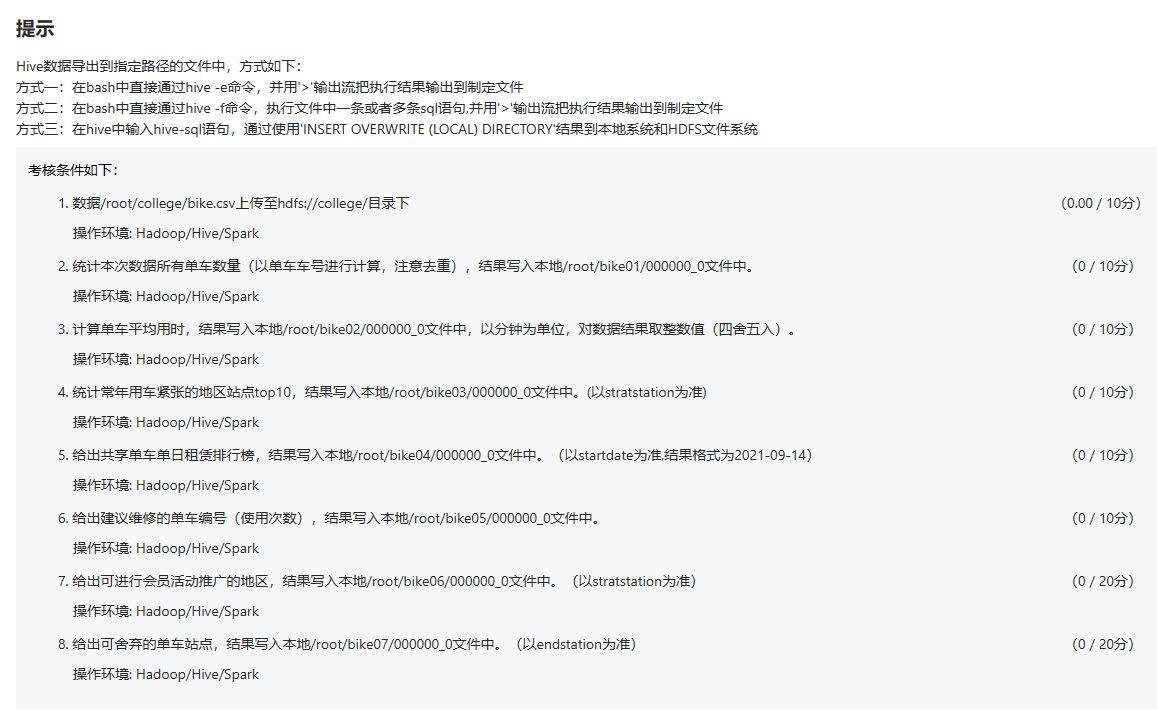 提示
Hive数据导出到指定路径的文件中，方式如下：
方式一：在bash中直接通过hive -e命令，并用'>'输出流把执行结果输出到制定文件
方式二：在bash中直接通过hive -f命令，执行文件中一条或者多条sql语句,并用'>'输出流把执行结果输出到制定文件
方式三：在hive中输入hive-sql语句，通过使用'INSERT OVERWRITE (LOCAL) DIRECTORY'结果到本地系统和HDFS文件系统
考核条件如下：
1. 数据/root/college/bike.csv上传至hdfs://college/目录下 （0.00 / 10分）
操作环境: Hadoop/Hive/Spark
2. 统计本次数据所有单车数量（以单车车号进行计算，注意去重），结果写入本地/root/bike01/000000_0文件中。 （0 / 10分）
操作环境: Hadoop/Hive/Spark
3. 计算单车平均用时，结果写入本地/root/bike02/000000_0文件中，以分钟为单位，对数据结果取整数值（四舍五入）。 （0 / 10分）
操作环境: Hadoop/Hive/Spark
4. 统计常年用车紧张的地区站点top10，结果写入本地/root/bike03/000000_0文件中。(以stratstation为准) （0 / 10分）
操作环境: Hadoop/Hive/Spark
5. 给出共享单车单日租赁排行榜，结果写入本地/root/bike04/000000_0文件中。（以startdate为准,结果格式为2021-09-14） （0 / 10分）
操作环境: Hadoop/Hive/Spark
6. 给出建议维修的单车编号（使用次数），结果写入本地/root/bike05/000000_0文件中。 （0 / 10分）
操作环境: Hadoop/Hive/Spark
7. 给出可进行会员活动推广的地区，结果写入本地/root/bike06/000000_0文件中。（以stratstation为准） （0 / 20分）
操作环境: Hadoop/Hive/Spark
8. 给出可舍弃的单车站点，结果写入本地/root/bike07/000000_0文件中。（以endstation为准） （0 / 20分）
操作环境: Hadoop/Hive/Spark